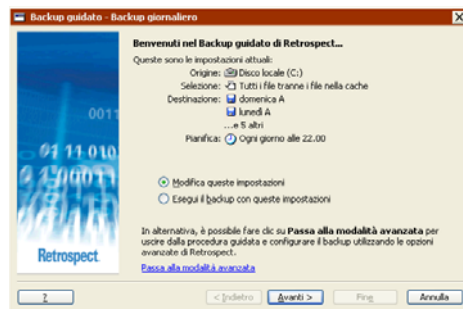 Backup guidato - Backup giornaliero
Benvenuti nel Backup guidato di Retrospect...
Queste sono le impostazioni attuali:
Origine: Disco locale (C:)
Selezione: Tutti i file tranne i file nella cache
Destinazione: domenica A
lunedì A
...e 5 altri
Pianifica: Ogni giorno alle 22.00
Modifica queste impostazioni
Esegui il backup con queste impostazioni
In alternativa, è possibile fare clic su Passa alla modalità avanzata per
uscire dalla procedura guidata e configurare il backup utilizzando le opzioni
avanzate di Retrospect.
Passa alla modalità avanzata
Retrospect
? < Indietro Avanti > Fine Annulla